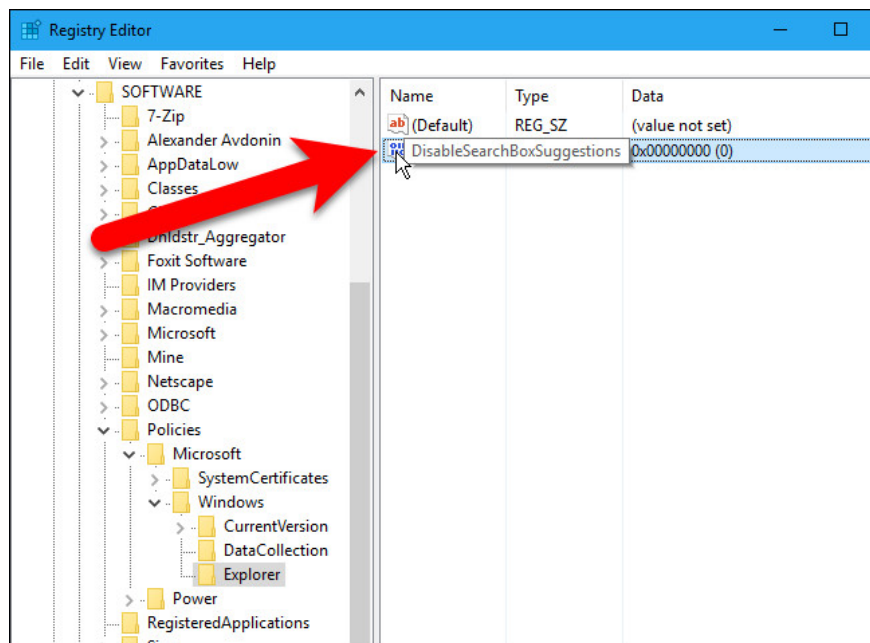 Registry Editor
File Edit View Favorites Help
SOFTWARE
7-Zip
Alexander Avdonin
AppDataLow
Classes
Dnldstr_Aggregator
Foxit Software
IM Providers
Macromedia
Microsoft
Mine
Netscape
ODBC
Policies
Microsoft
SystemCertificates
Windows
CurrentVersion
DataCollection
Explorer
Power
RegisteredApplications
Name Type Data
(Default) REG_SZ (value not set)
DisableSearchBoxSuggestions 0x00000000 (0)